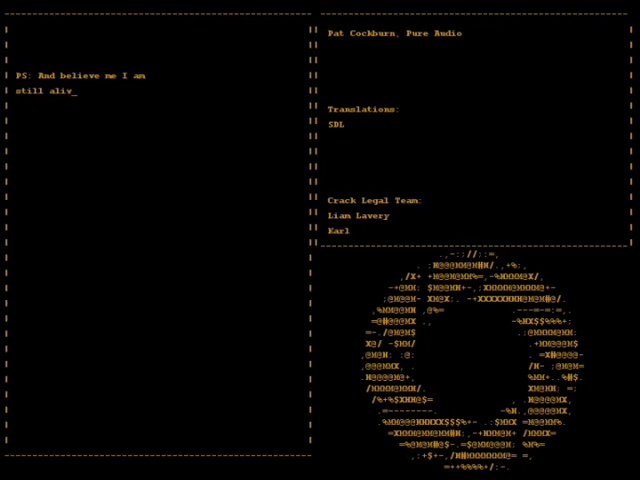 PS: And believe me I am
still aliv_
Pat Cockburn, Pure Audio
Translations:
SDL
Crack Legal Team:
Liam Lavery
Karl